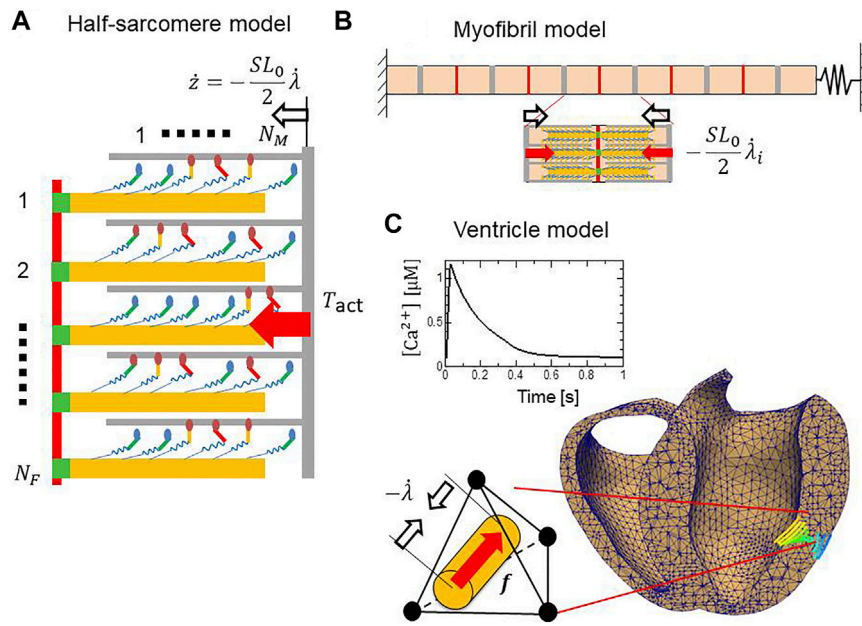 A
Half-sarcomere model
ż = −SL₀/2 λ̇
1 ▪▪▪▪▪▪ N_M
1
2
T_act
N_F
B
Myofibril model
−SL₀/2 λ̇ᵢ
C
Ventricle model
[Ca²⁺] [μM]
1
0.5
0
0 0.2 0.4 0.6 0.8 1
Time [s]
−λ̇
f